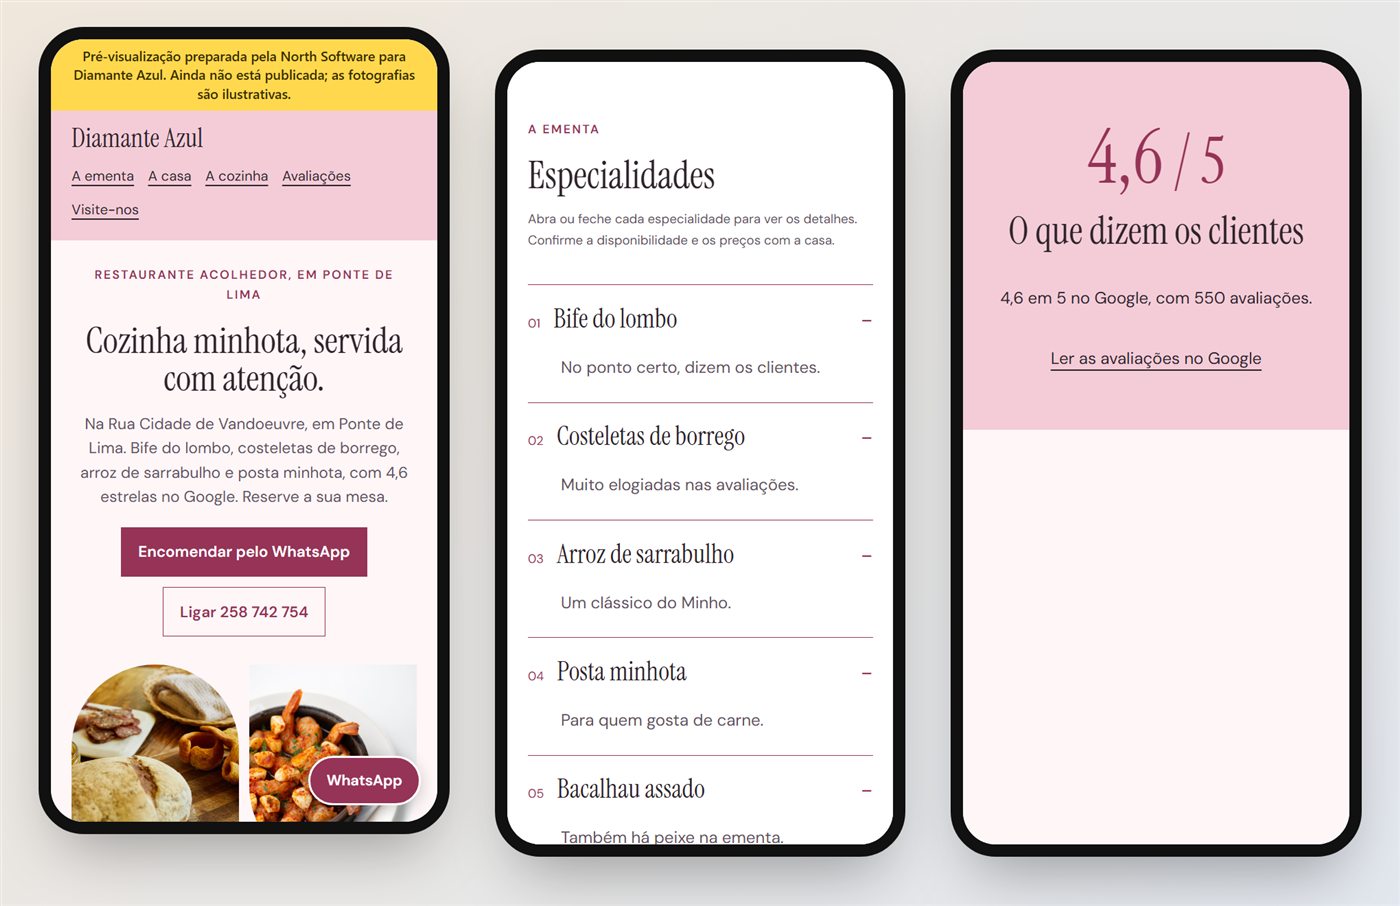 Pré-visualização preparada pela North Software para
Diamante Azul. Ainda não está publicada; as fotografias
são ilustrativas.
Diamante Azul
A ementa A casa A cozinha Avaliações
Visite-nos
RESTAURANTE ACOLHEDOR, EM PONTE DE
LIMA
Cozinha minhota, servida
com atenção.
Na Rua Cidade de Vandoeuvre, em Ponte de
Lima. Bife do lombo, costeletas de borrego,
arroz de sarrabulho e posta minhota, com 4,6
estrelas no Google. Reserve a sua mesa.
Encomendar pelo WhatsApp
Ligar 258 742 754
WhatsApp
A EMENTA
Especialidades
Abra ou feche cada especialidade para ver os detalhes.
Confirme a disponibilidade e os preços com a casa.
01 Bife do lombo –
No ponto certo, dizem os clientes.
02 Costeletas de borrego –
Muito elogiadas nas avaliações.
03 Arroz de sarrabulho –
Um clássico do Minho.
04 Posta minhota –
Para quem gosta de carne.
05 Bacalhau assado –
Também há peixe na ementa.
4,6 / 5
O que dizem os clientes
4,6 em 5 no Google, com 550 avaliações.
Ler as avaliações no Google